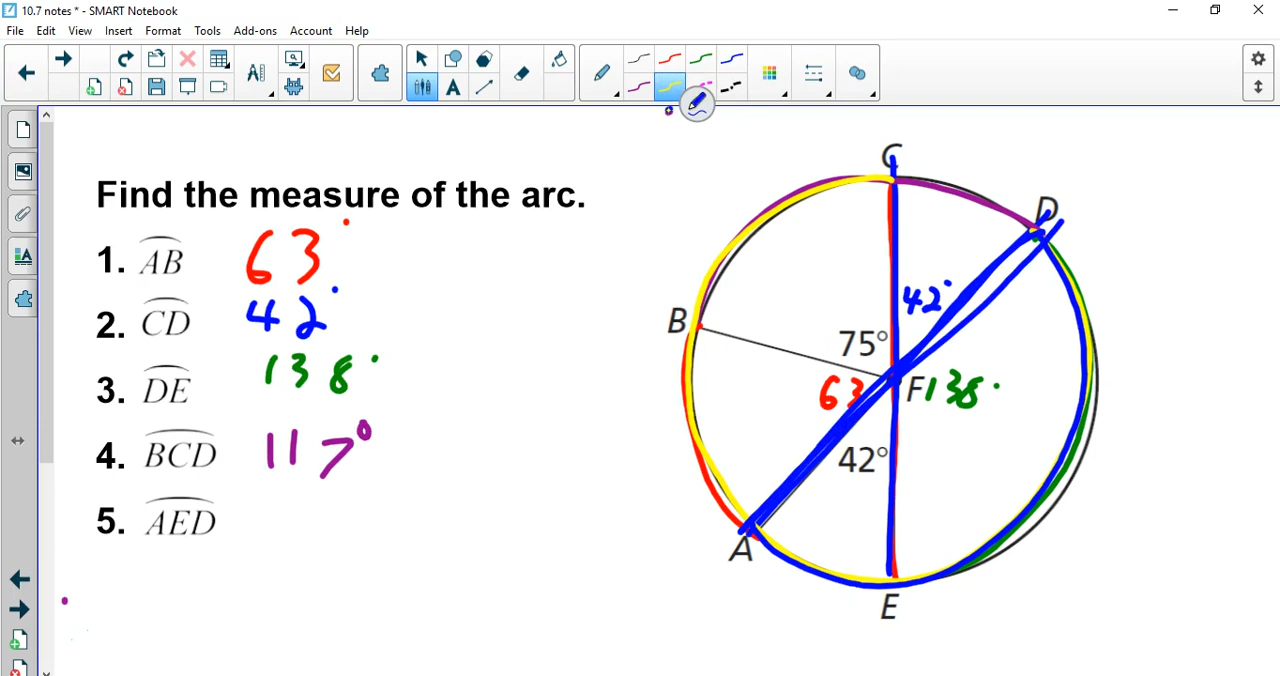 10.7 notes * - SMART Notebook
File Edit View Insert Format Tools Add-ons Account Help
Find the measure of the arc.
1. AB 63°
2. CD 42°
3. DE 138°
4. BCD 117°
5. AED
C
D
42°
B
75°
63
F
138°
42°
A
E